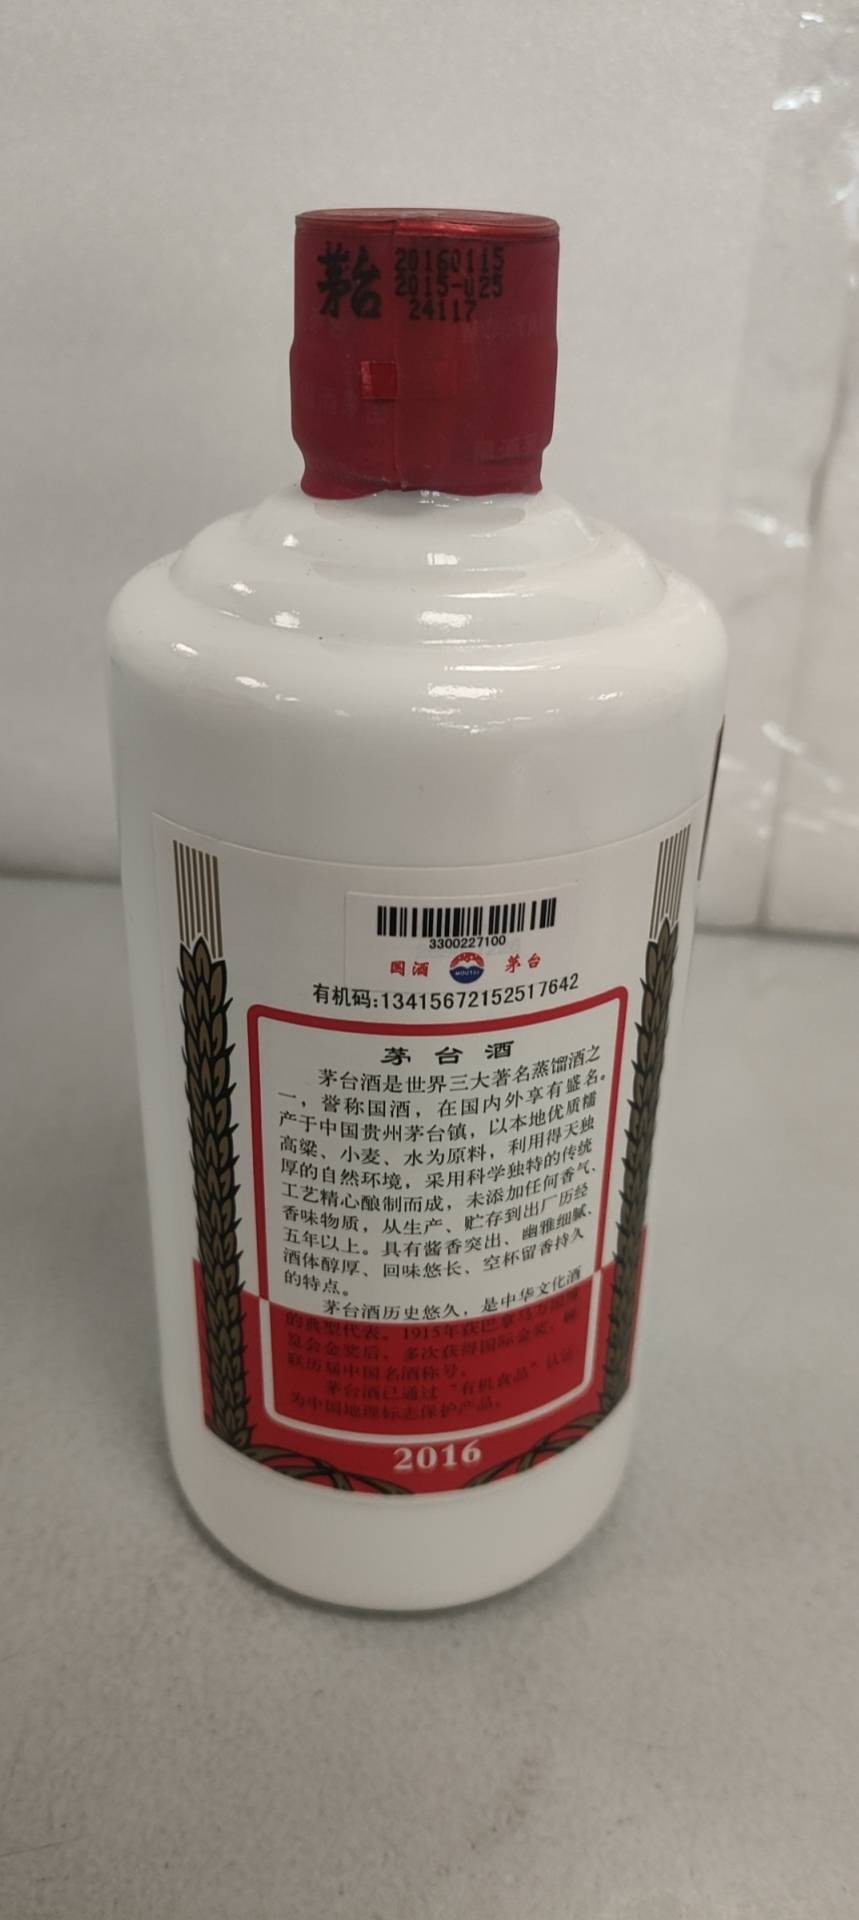 茅台
20160115
2015-025
24117
3300227100
国酒
MOUTAI
茅台
有机码:13415672152517642
茅台酒
茅台酒是世界三大著名蒸馏酒之
一，誉称国酒，在国内外享有盛名。
产于中国贵州茅台镇，以本地优质糯
高粱、小麦、水为原料，利用得天独
厚的自然环境，采用科学独特的传统
工艺精心酿制而成，未添加任何香气、
香味物质，从生产、贮存到出厂历经
五年以上。具有酱香突出、幽雅细腻、
酒体醇厚、回味悠长、空杯留香持久
的特点。
茅台酒历史悠久，是中华文化酒
的典型代表。1915年获巴拿马万国博
览会金奖后，多次获得国际金奖，蝉
联历届中国名酒称号。
茅台酒已通过“有机食品”认证，
为中国地理标志保护产品。
2016